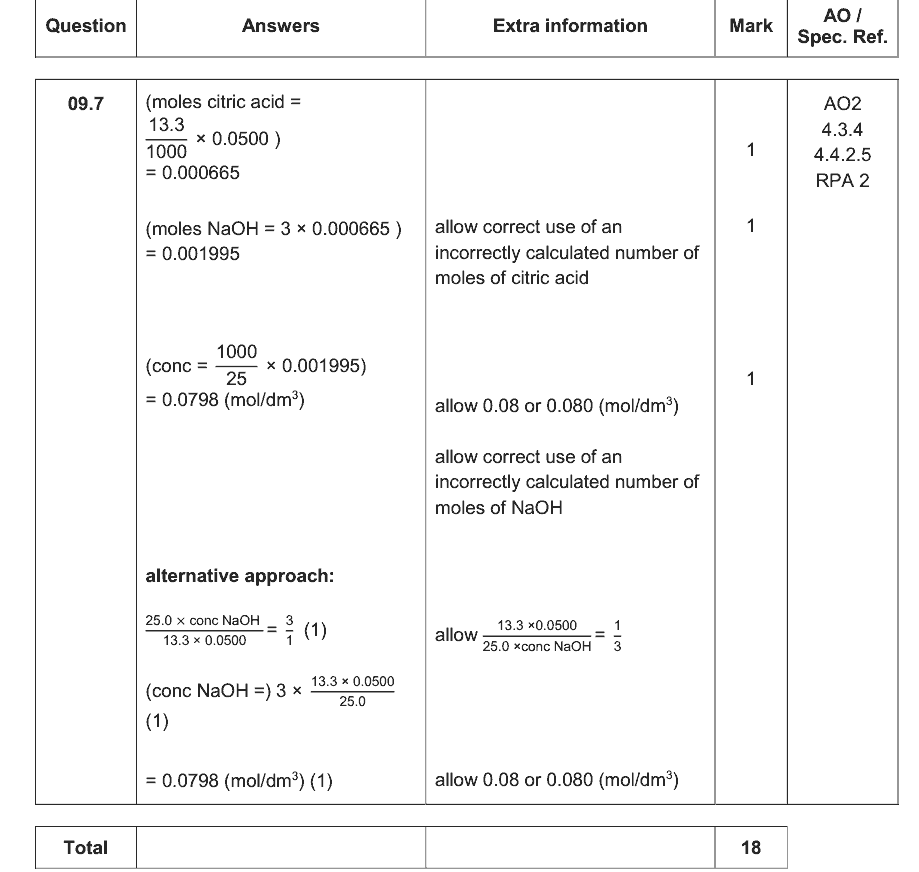 Question Answers Extra information Mark AO /
Spec. Ref.
09.7 (moles citric acid =
13.3/1000 × 0.0500 )
= 0.000665
1
AO2
4.3.4
4.4.2.5
RPA 2
(moles NaOH = 3 × 0.000665 )
= 0.001995
allow correct use of an
incorrectly calculated number of
moles of citric acid
1
(conc = 1000/25 × 0.001995)
= 0.0798 (mol/dm³)
1
allow 0.08 or 0.080 (mol/dm³)
allow correct use of an
incorrectly calculated number of
moles of NaOH
alternative approach:
25.0 × conc NaOH/13.3 × 0.0500 = 3/1 (1)
allow 13.3 ×0.0500/25.0 ×conc NaOH = 1/3
(conc NaOH =) 3 × 13.3 × 0.0500/25.0
(1)
= 0.0798 (mol/dm³) (1)
allow 0.08 or 0.080 (mol/dm³)
Total 18